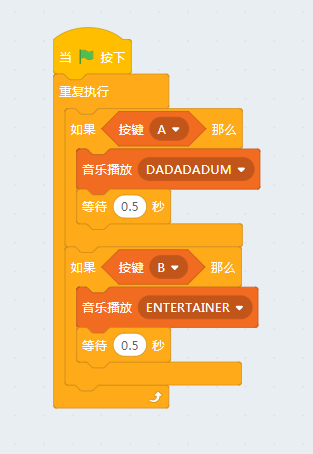 当 按下
重复执行
如果 按键 A 那么
音乐播放 DADADADUM
等待 0.5 秒
如果 按键 B 那么
音乐播放 ENTERTAINER
等待 0.5 秒